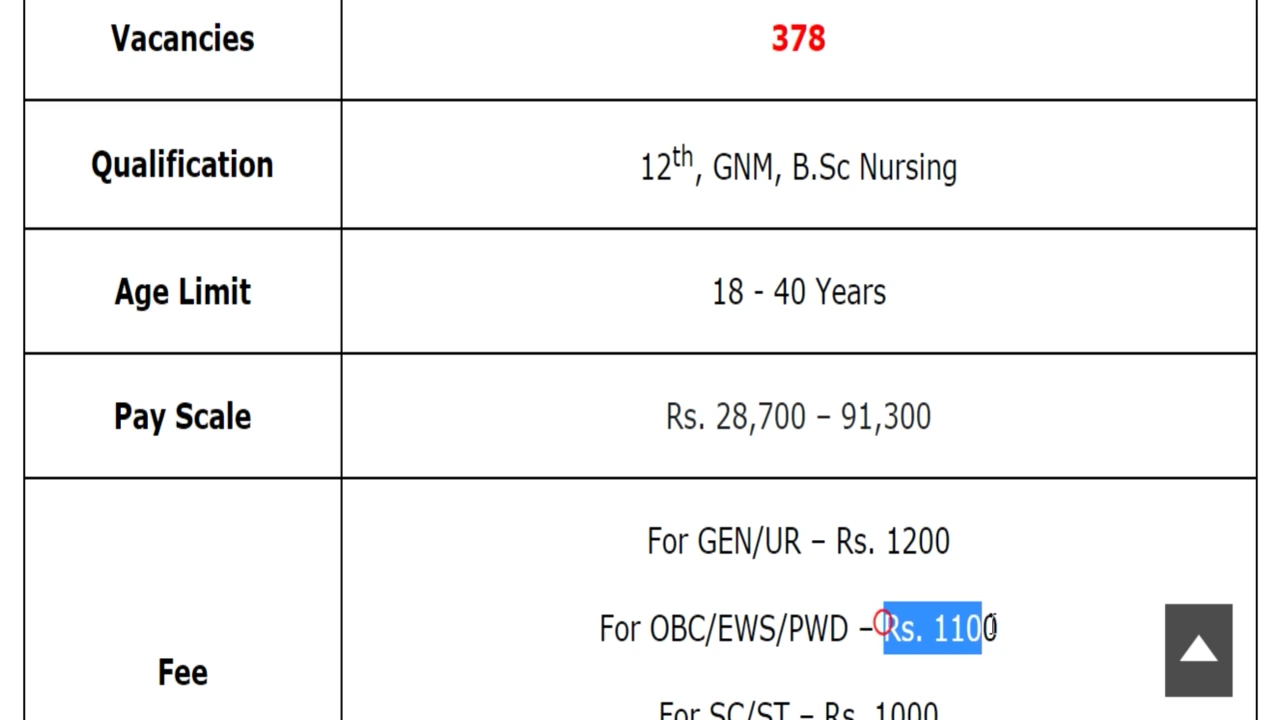 Vacancies 378
Qualification 12th, GNM, B.Sc Nursing
Age Limit 18 - 40 Years
Pay Scale Rs. 28,700 – 91,300
For GEN/UR – Rs. 1200
For OBC/EWS/PWD – Rs. 1100
Fee
For SC/ST – Rs. 1000